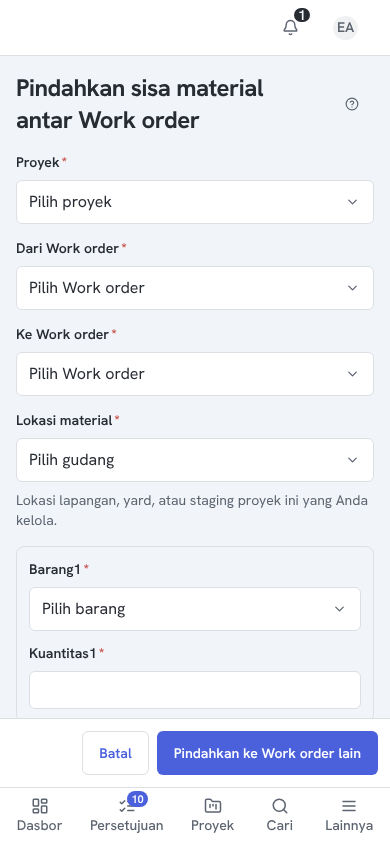 1
EA
Pindahkan sisa material
antar Work order
Proyek*
Pilih proyek
Dari Work order*
Pilih Work order
Ke Work order*
Pilih Work order
Lokasi material*
Pilih gudang
Lokasi lapangan, yard, atau staging proyek ini yang Anda
kelola.
Barang1*
Pilih barang
Kuantitas1*
Batal
Pindahkan ke Work order lain
10
Dasbor
Persetujuan
Proyek
Cari
Lainnya